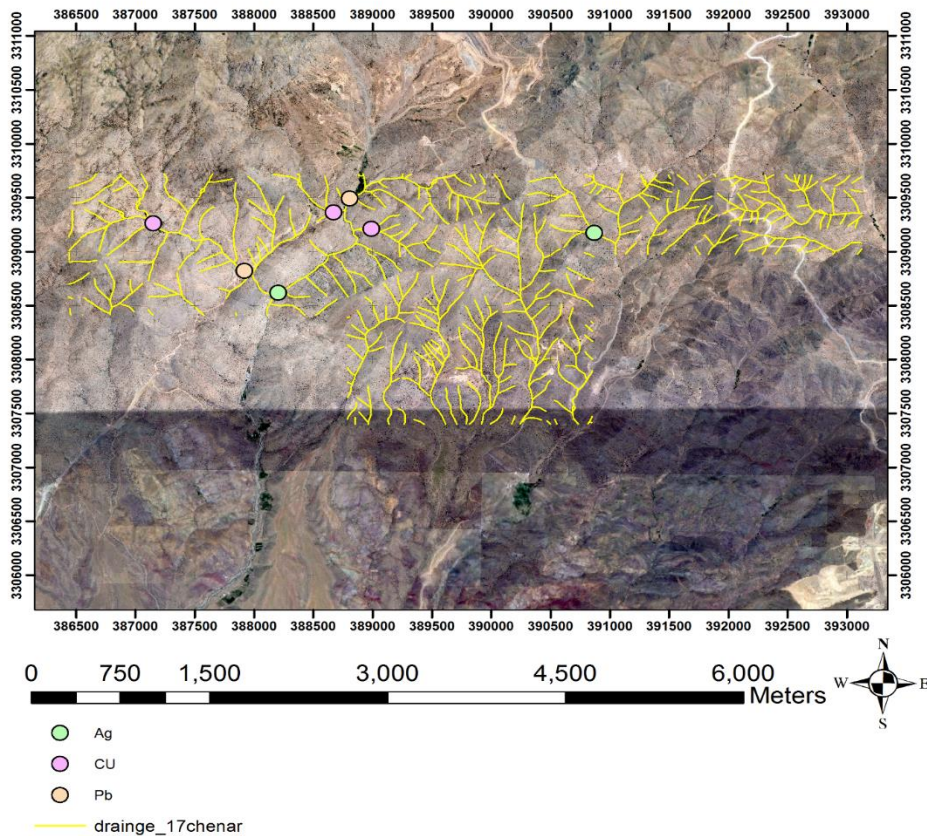 386500 387000 387500 388000 388500 389000 389500 390000 390500 391000 391500 392000 392500 393000
3311000 3311000
3310500 3310500
3310000 3310000
3309500 3309500
3309000 3309000
3308500 3308500
3308000 3308000
3307500 3307500
3307000 3307000
3306500 3306500
3306000 3306000
386500 387000 387500 388000 388500 389000 389500 390000 390500 391000 391500 392000 392500 393000
0 750 1,500 3,000 4,500 6,000
Meters
N
W E
S
Ag
CU
Pb
drainge_17chenar